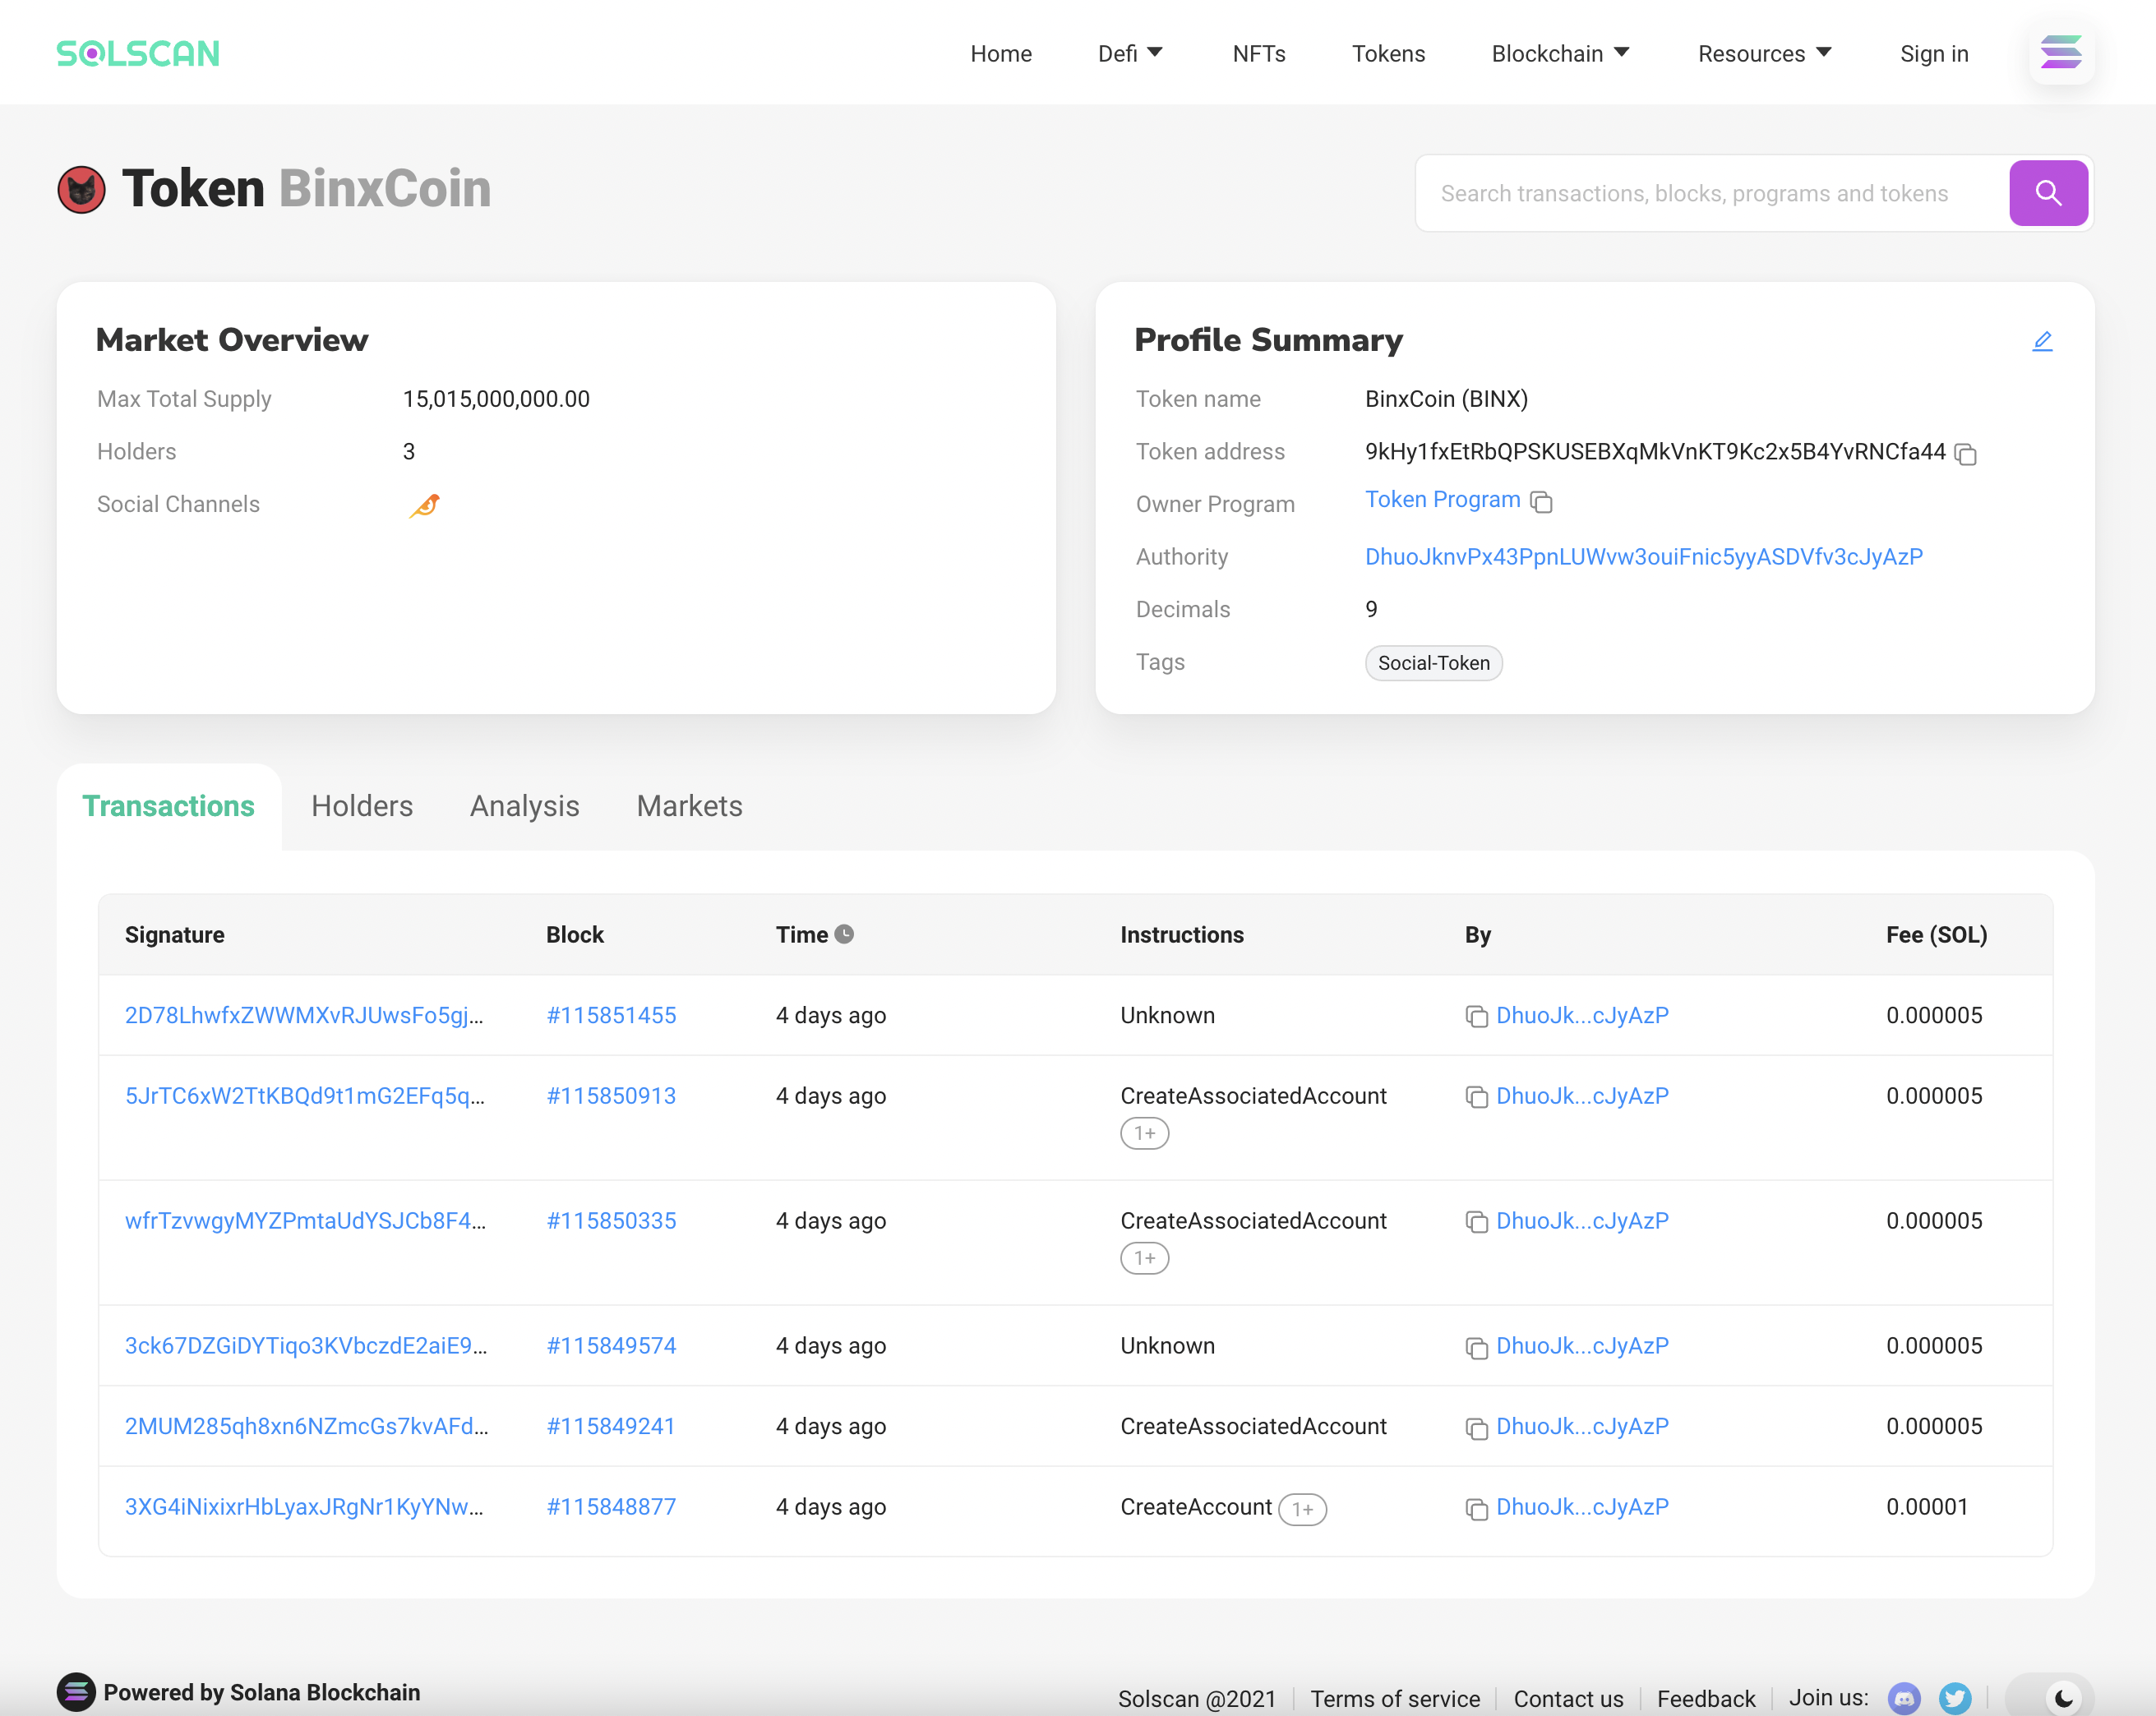 SOLSCAN
Home Defi NFTs Tokens Blockchain Resources Sign in
Token BinxCoin
Search transactions, blocks, programs and tokens
Market Overview
Max Total Supply 15,015,000,000.00
Holders 3
Social Channels
Profile Summary
Token name BinxCoin (BINX)
Token address 9kHy1fxEtRbQPSKUSEBXqMkVnKT9Kc2x5B4YvRNCfa44
Owner Program Token Program
Authority DhuoJknvPx43PpnLUWvw3ouiFnic5yyASDVfv3cJyAzP
Decimals 9
Tags Social-Token
Transactions Holders Analysis Markets
Signature Block Time Instructions By Fee (SOL)
2D78LhwfxZWWMXvRJUwsFo5gj... #115851455 4 days ago Unknown DhuoJk...cJyAzP 0.000005
5JrTC6xW2TtKBQd9t1mG2EFq5q... #115850913 4 days ago CreateAssociatedAccount DhuoJk...cJyAzP 0.000005
1+
wfrTzvwgyMYZPmtaUdYSJCb8F4... #115850335 4 days ago CreateAssociatedAccount DhuoJk...cJyAzP 0.000005
1+
3ck67DZGiDYTiqo3KVbczdE2aiE9... #115849574 4 days ago Unknown DhuoJk...cJyAzP 0.000005
2MUM285qh8xn6NZmcGs7kvAFd... #115849241 4 days ago CreateAssociatedAccount DhuoJk...cJyAzP 0.000005
3XG4iNixixrHbLyaxJRgNr1KyYNw... #115848877 4 days ago CreateAccount 1+ DhuoJk...cJyAzP 0.00001
Powered by Solana Blockchain
Solscan @2021 Terms of service Contact us Feedback Join us: